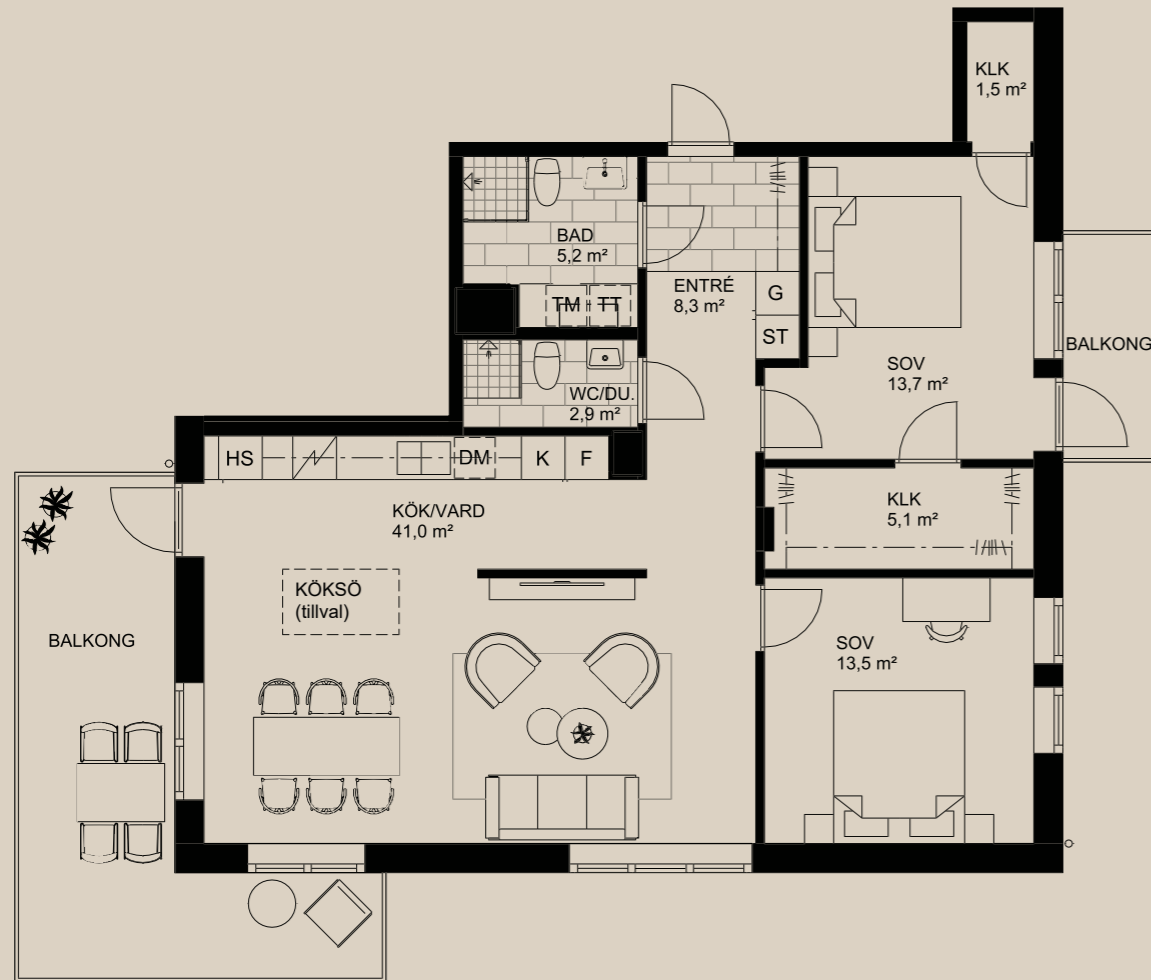 KLK
1,5 m²
BAD
5,2 m²
TM TT
ENTRÉ
8,3 m²
G
ST
BALKONG
SOV
13,7 m²
WC/DU.
2,9 m²
HS
DM
K
F
KLK
5,1 m²
KÖK/VARD
41,0 m²
KÖKSÖ
(tillval)
BALKONG
SOV
13,5 m²